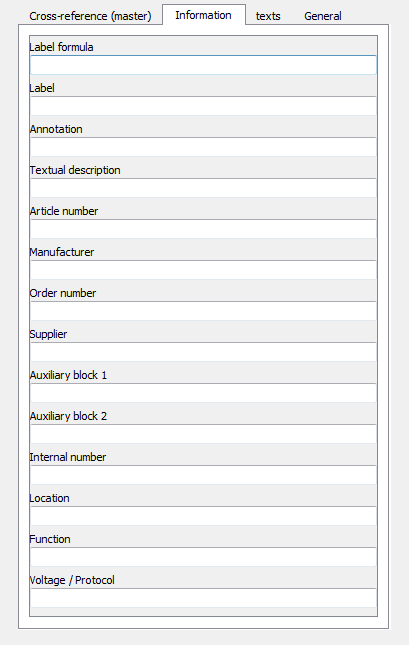 Cross-reference (master) Information texts General
Label formula
Label
Annotation
Textual description
Article number
Manufacturer
Order number
Supplier
Auxiliary block 1
Auxiliary block 2
Internal number
Location
Function
Voltage / Protocol